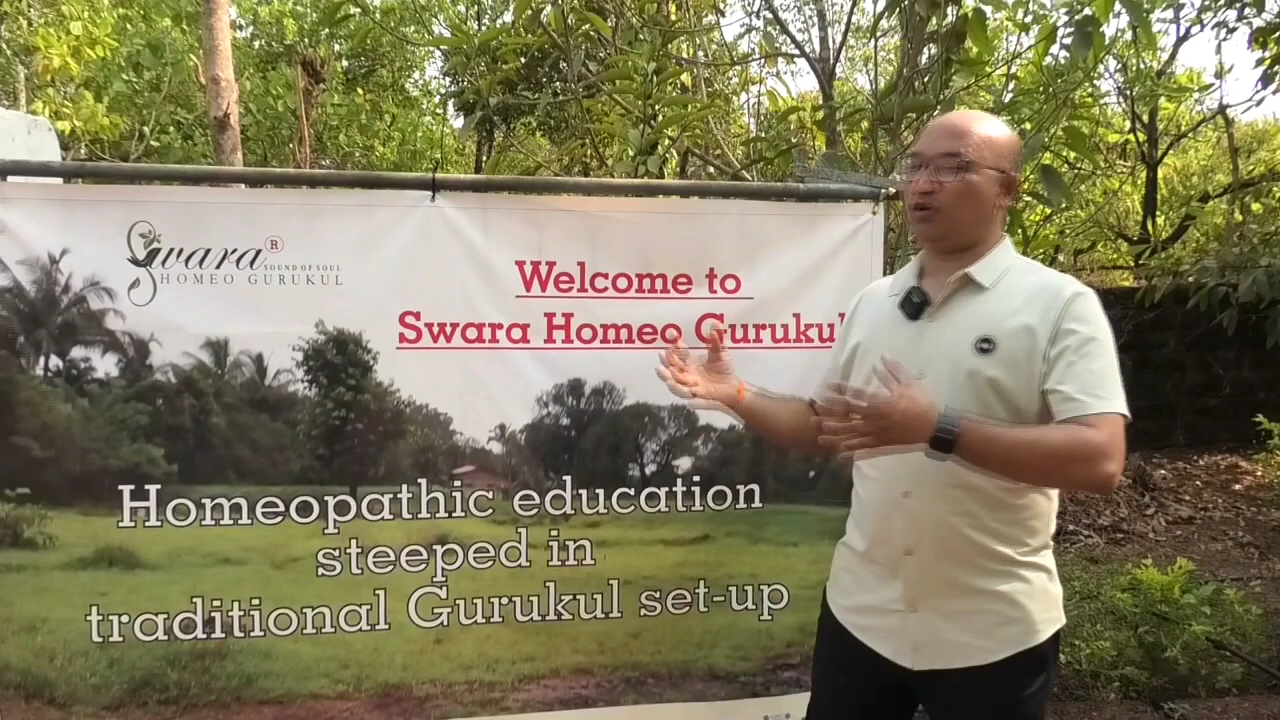 Swara®
SOUND OF SOUL
HOMEO GURUKUL
Welcome to
Swara Homeo Gurukul
Homeopathic education
steeped in
traditional Gurukul set-up